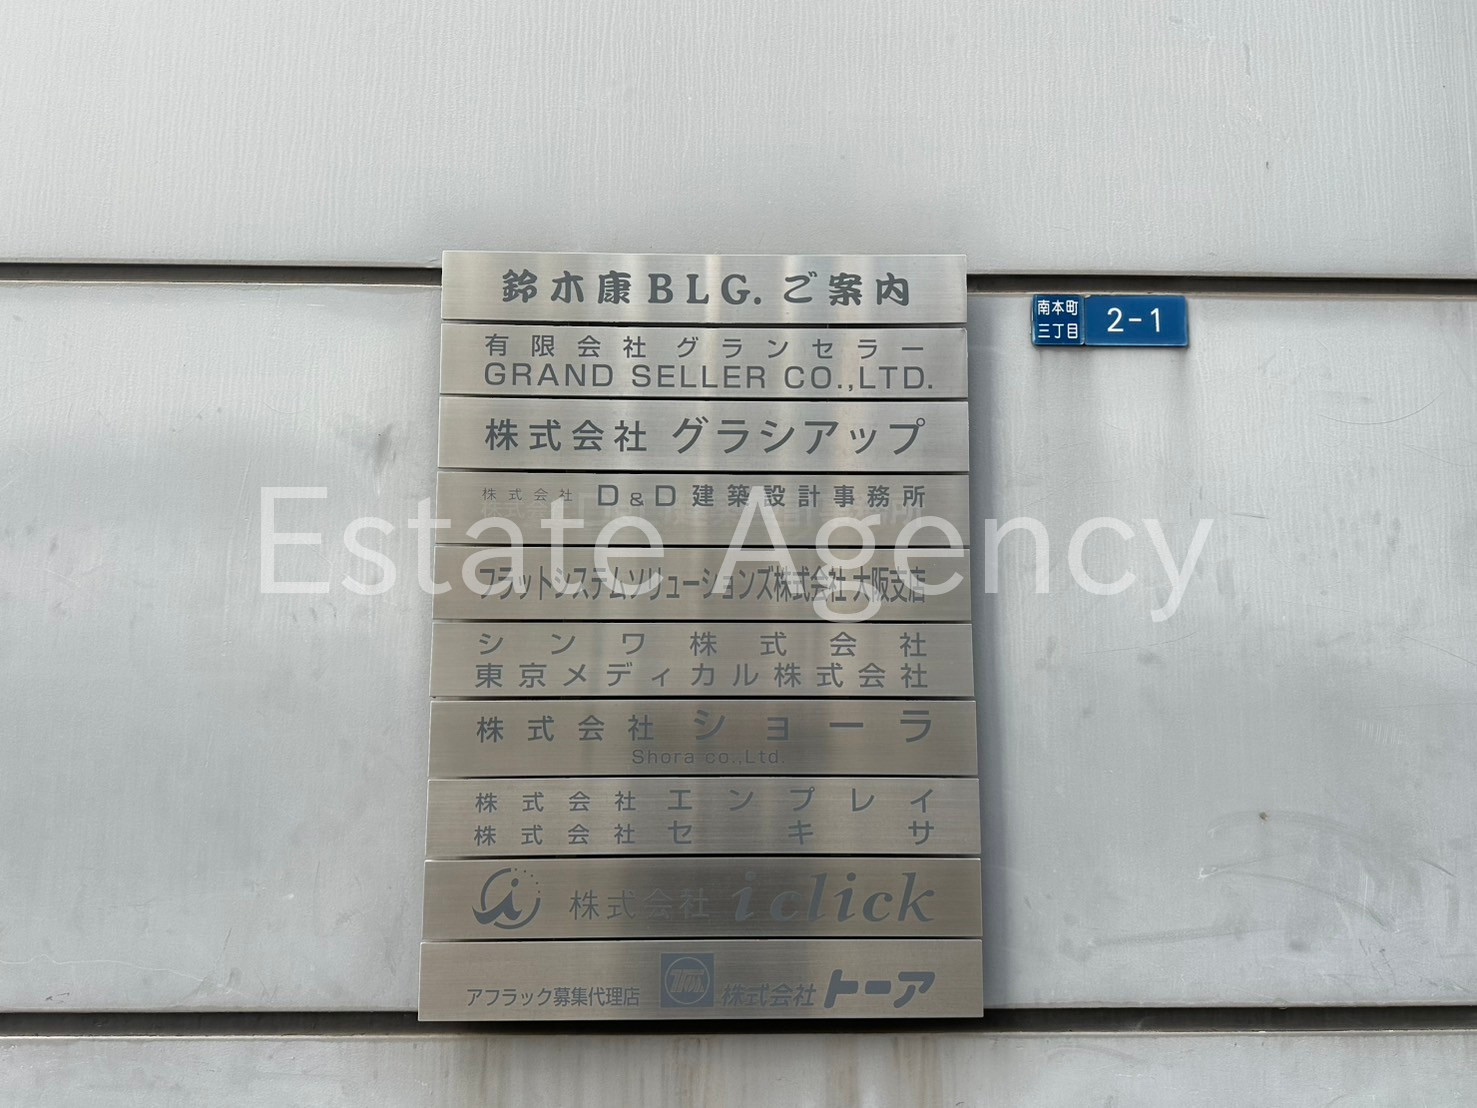 鈴木康BLG.ご案内
南本町
三丁目
2-1
有限会社グランセラー
GRAND SELLER CO.,LTD.
株式会社 グラシアップ
株式会社 D&D建築設計事務所
Estate Agency
フラットシステムソリューションズ株式会社 大阪支店
シンワ株式会社
東京メディカル株式会社
株式会社ショーラ
Shora co.,Ltd.
株式会社エンプレイ
株式会社セキサ
株式会社 iclick
アフラック募集代理店 株式会社トーア